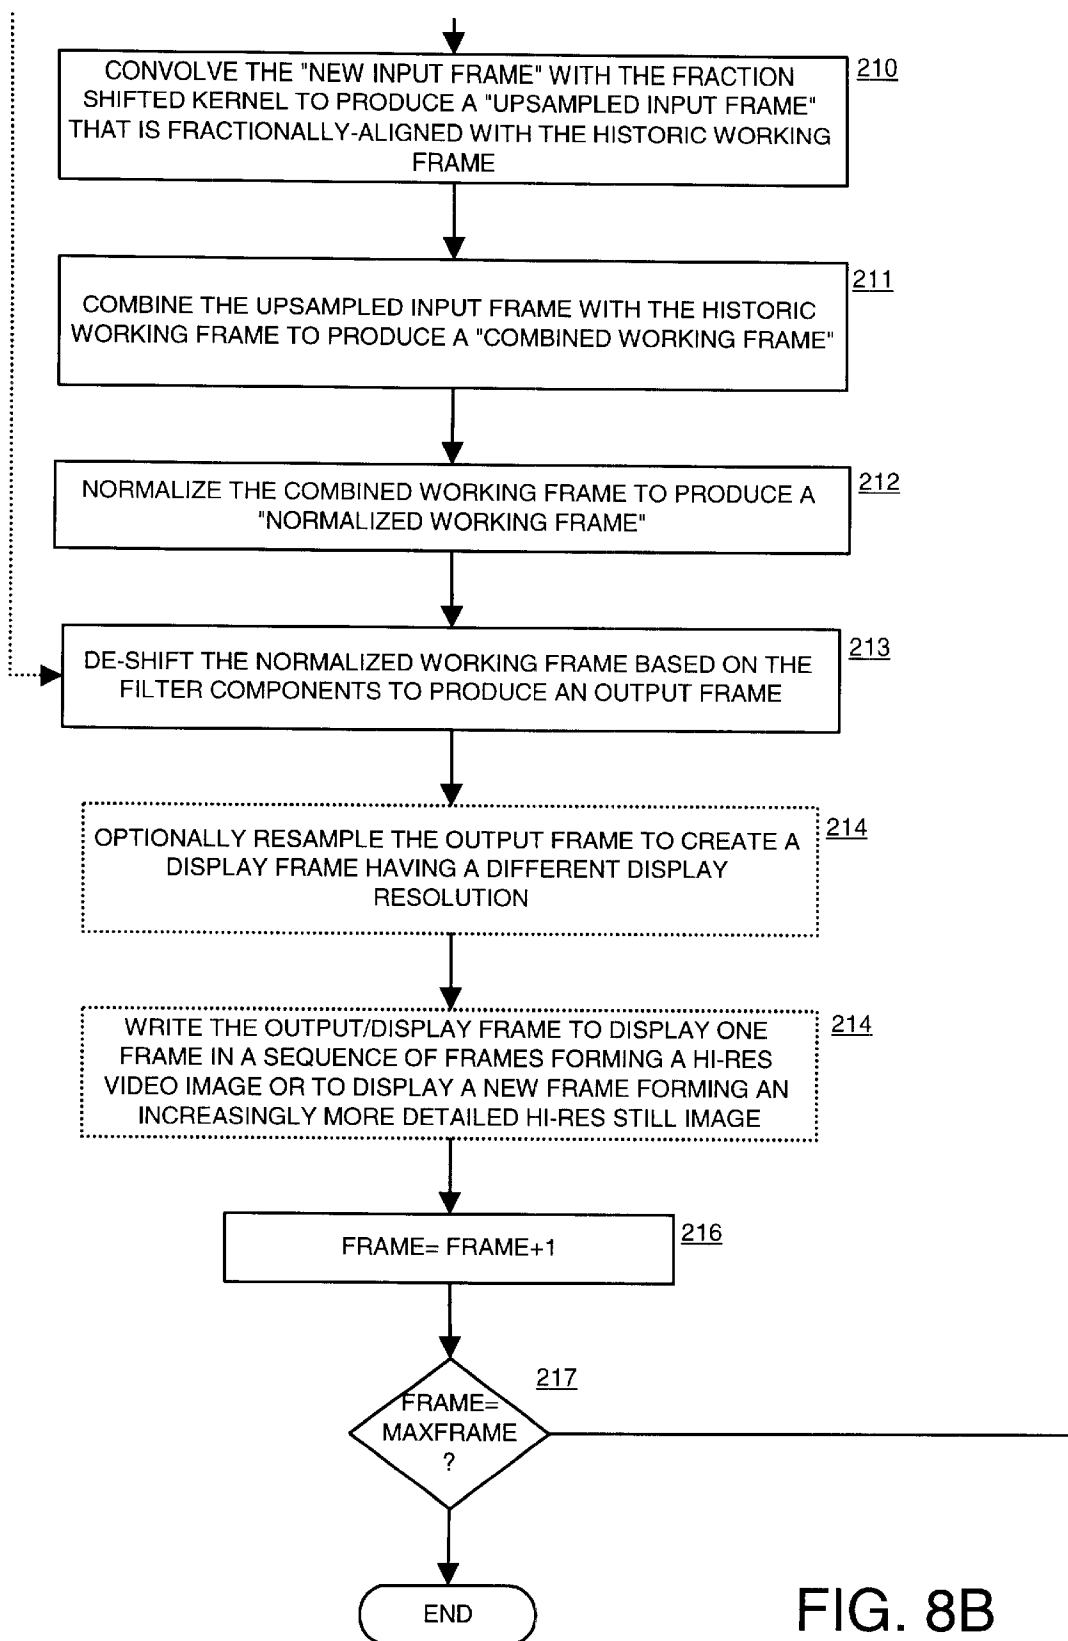 CONVOLVE THE "NEW INPUT FRAME" WITH THE FRACTION
SHIFTED KERNEL TO PRODUCE A "UPSAMPLED INPUT FRAME"
THAT IS FRACTIONALLY-ALIGNED WITH THE HISTORIC WORKING
FRAME
210
COMBINE THE UPSAMPLED INPUT FRAME WITH THE HISTORIC
WORKING FRAME TO PRODUCE A "COMBINED WORKING FRAME"
211
NORMALIZE THE COMBINED WORKING FRAME TO PRODUCE A
"NORMALIZED WORKING FRAME"
212
DE-SHIFT THE NORMALIZED WORKING FRAME BASED ON THE
FILTER COMPONENTS TO PRODUCE AN OUTPUT FRAME
213
OPTIONALLY RESAMPLE THE OUTPUT FRAME TO CREATE A
DISPLAY FRAME HAVING A DIFFERENT DISPLAY
RESOLUTION
214
WRITE THE OUTPUT/DISPLAY FRAME TO DISPLAY ONE
FRAME IN A SEQUENCE OF FRAMES FORMING A HI-RES
VIDEO IMAGE OR TO DISPLAY A NEW FRAME FORMING AN
INCREASINGLY MORE DETAILED HI-RES STILL IMAGE
214
FRAME= FRAME+1
216
FRAME=
MAXFRAME
?
217
END
FIG. 8B